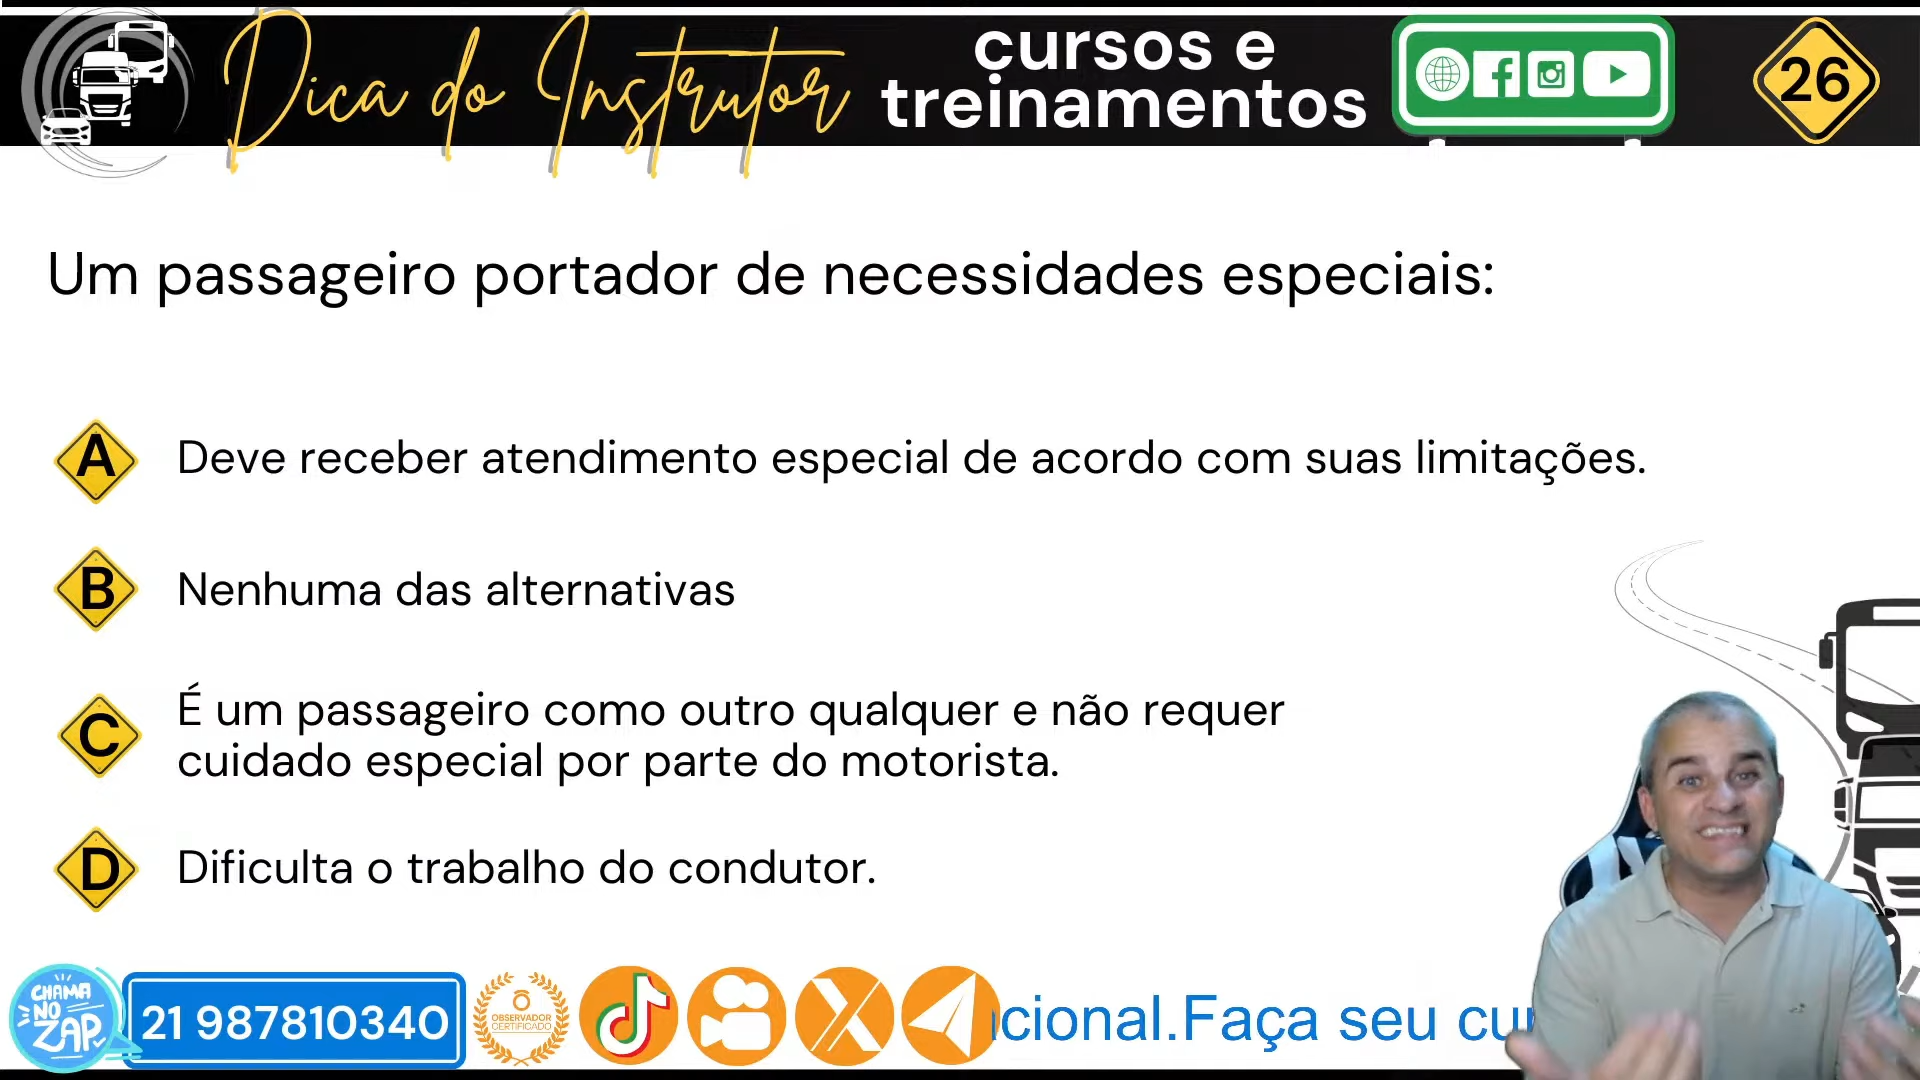 Dica do Instrutor
cursos e
treinamentos
26
Um passageiro portador de necessidades especiais:
A Deve receber atendimento especial de acordo com suas limitações.
B Nenhuma das alternativas
C É um passageiro como outro qualquer e não requer
cuidado especial por parte do motorista.
D Dificulta o trabalho do condutor.
CHAMA
NO
ZAP
21 987810340
OBSERVADOR
CERTIFICADO
cional.Faça seu cur